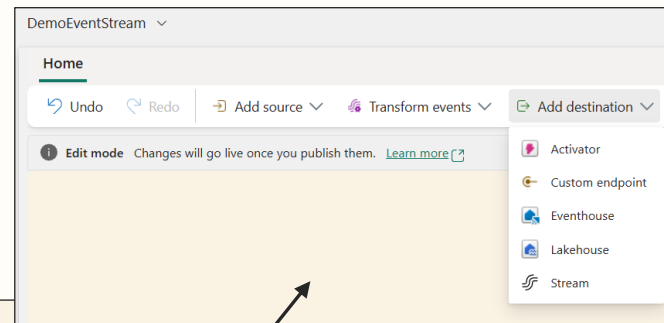 DemoEventStream
Home
Undo Redo Add source Transform events Add destination
Edit mode Changes will go live once you publish them. Learn more
Activator
Custom endpoint
Eventhouse
Lakehouse
Stream